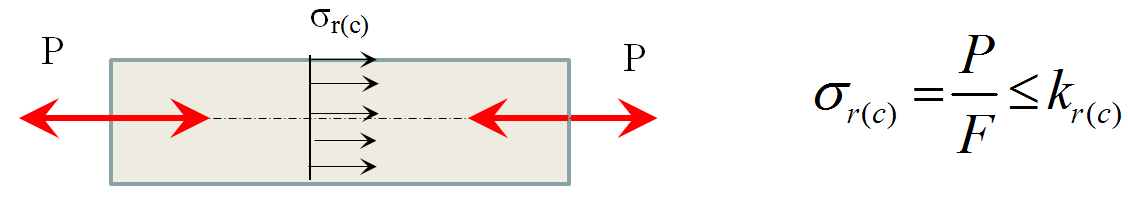 σr(c)
P
P
σr(c) = P/F ≤ kr(c)